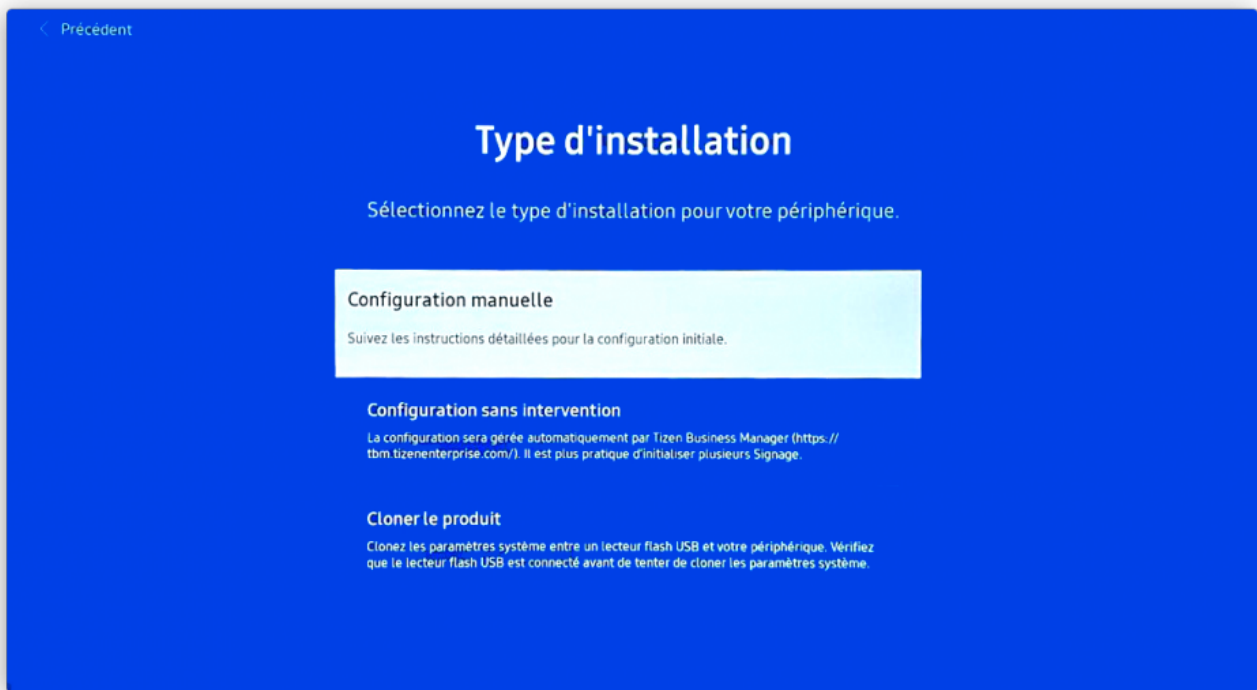 Précédent
Type d'installation
Sélectionnez le type d'installation pour votre périphérique.
Configuration manuelle
Suivez les instructions détaillées pour la configuration initiale.
Configuration sans intervention
La configuration sera gérée automatiquement par Tizen Business Manager (https://
tbm.tizenenterprise.com/). Il est plus pratique d'initialiser plusieurs Signage.
Cloner le produit
Clonez les paramètres système entre un lecteur flash USB et votre périphérique. Vérifiez
que le lecteur flash USB est connecté avant de tenter de cloner les paramètres système.